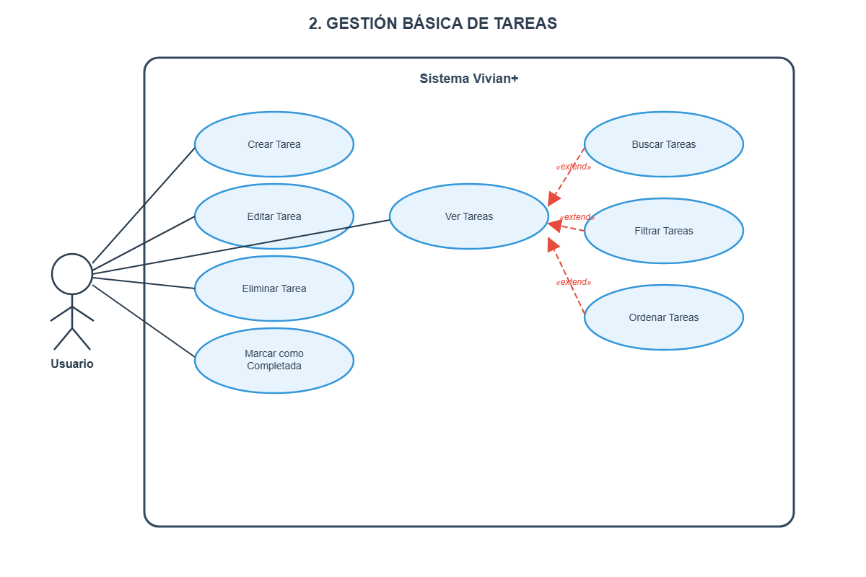 2. GESTIÓN BÁSICA DE TAREAS
Sistema Vivian+
Crear Tarea
Editar Tarea
Eliminar Tarea
Marcar como
Completada
Usuario
Ver Tareas
«extend»
«extend»
«extend»
Buscar Tareas
Filtrar Tareas
Ordenar Tareas